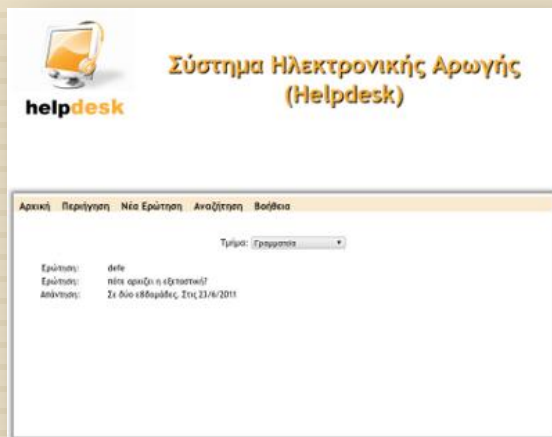 helpdesk
Σύστημα Ηλεκτρονικής Αρωγής
(Helpdesk)
Αρχική Περιήγηση Νέα Ερώτηση Αναζήτηση Βοήθεια
Τμήμα: Γραμματεία
Ερώτηση: defe
Ερώτηση: πότε αρχιζει η εξεταστική?
Απάντηση: Σε δύο εβδομάδες. Στις 23/6/2011